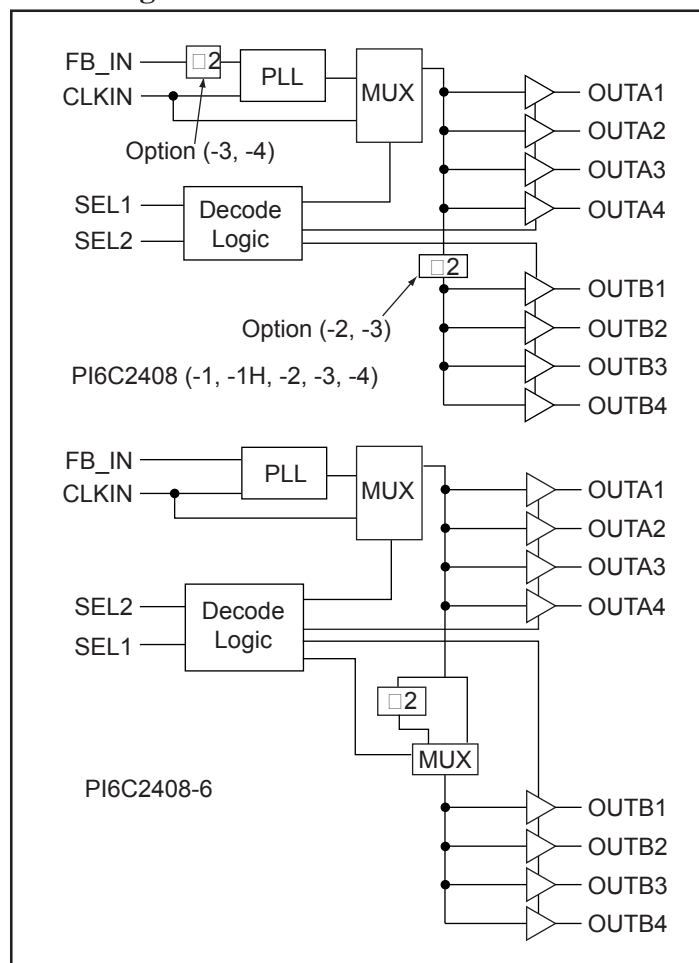 FB_IN
□2
PLL
MUX
CLKIN
Option (-3, -4)
OUTA1
OUTA2
OUTA3
OUTA4
SEL1
SEL2
Decode
Logic
□2
Option (-2, -3)
OUTB1
OUTB2
OUTB3
OUTB4
PI6C2408 (-1, -1H, -2, -3, -4)
FB_IN
CLKIN
PLL
MUX
OUTA1
OUTA2
OUTA3
OUTA4
SEL2
SEL1
Decode
Logic
□2
MUX
PI6C2408-6
OUTB1
OUTB2
OUTB3
OUTB4